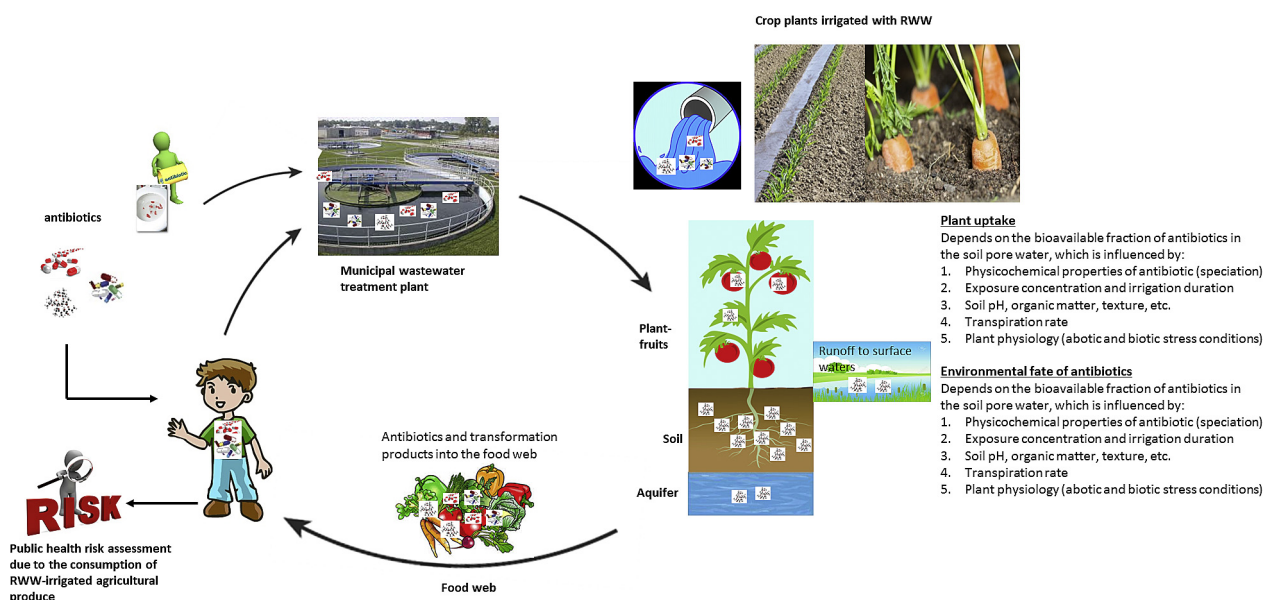 Crop plants irrigated with RWW
antibiotic
antibiotics
Municipal wastewater
treatment plant
Plant uptake
Depends on the bioavailable fraction of antibiotics in
the soil pore water, which is influenced by:
1. Physicochemical properties of antibiotic (speciation)
2. Exposure concentration and irrigation duration
3. Soil pH, organic matter, texture, etc.
4. Transpiration rate
5. Plant physiology (abotic and biotic stress conditions)
Plant-
fruits
Runoff to surface
waters
Environmental fate of antibiotics
Depends on the bioavailable fraction of antibiotics in
the soil pore water, which is influenced by:
1. Physicochemical properties of antibiotic (speciation)
2. Exposure concentration and irrigation duration
3. Soil pH, organic matter, texture, etc.
4. Transpiration rate
5. Plant physiology (abotic and biotic stress conditions)
Soil
Aquifer
Antibiotics and transformation
products into the food web
Food web
RISK
Public health risk assessment
due to the consumption of
RWW-irrigated agricultural
produce